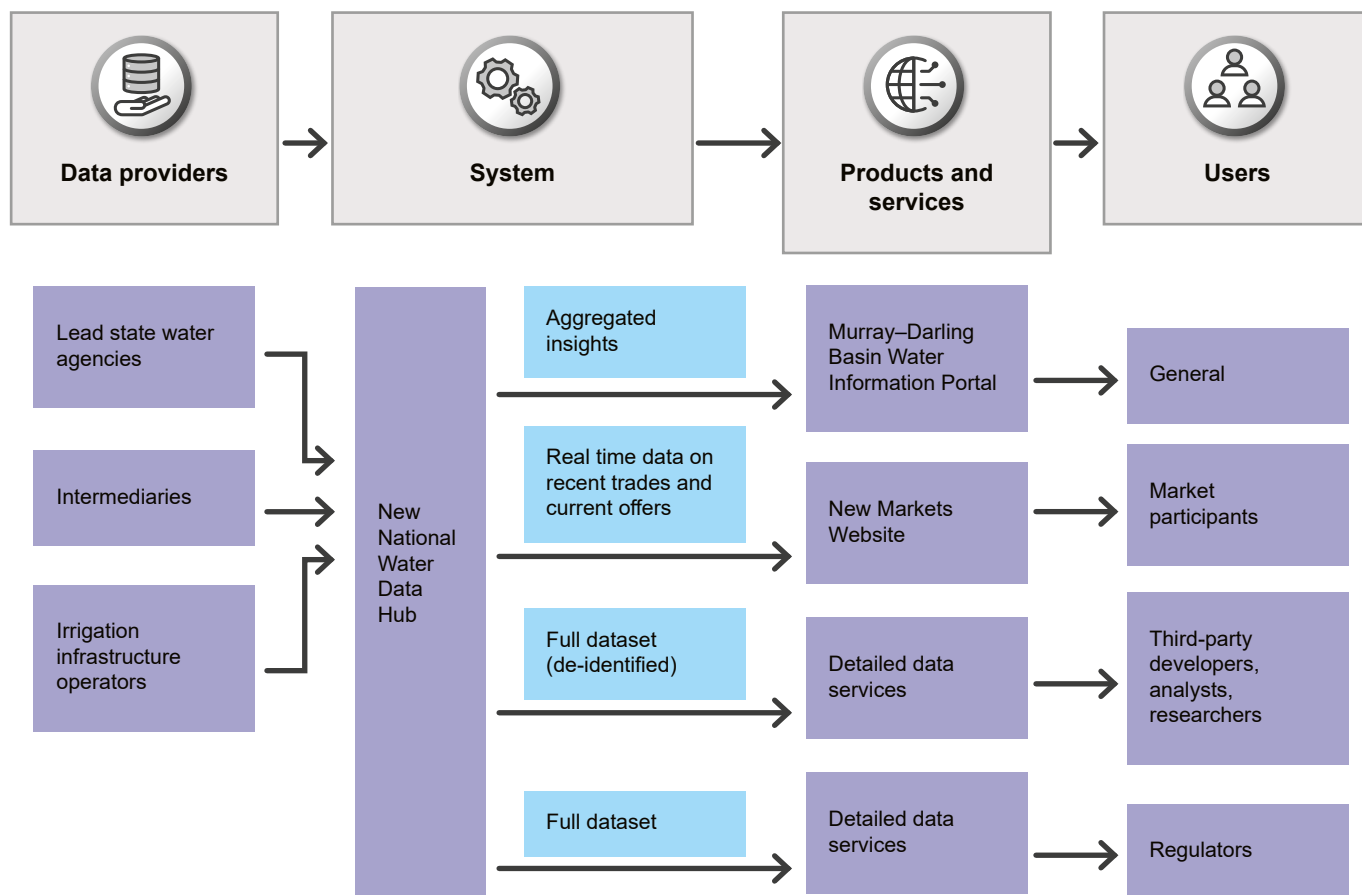 Data providers
System
Products and
services
Users
Lead state water
agencies
Intermediaries
Irrigation
infrastructure
operators
New
National
Water
Data
Hub
Aggregated
insights
Real time data on
recent trades and
current offers
Full dataset
(de-identified)
Full dataset
Murray–Darling
Basin Water
Information Portal
New Markets
Website
Detailed data
services
Detailed data
services
General
Market
participants
Third-party
developers,
analysts,
researchers
Regulators